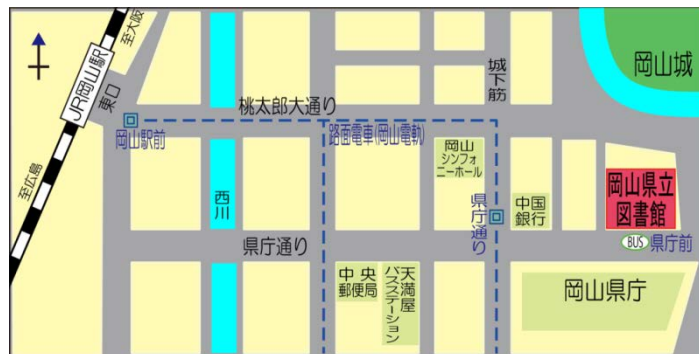 至大阪
JR岡山駅
東口
至広島
岡山駅前
桃太郎大通り
路面電車(岡山電軌)
城下筋
岡山城
岡山
シンフォ
ニーホール
西川
県庁通り
県庁通り
中国
銀行
岡山県立
図書館
BUS 県庁前
中央
郵便局
天満屋
バスステーション
岡山県庁